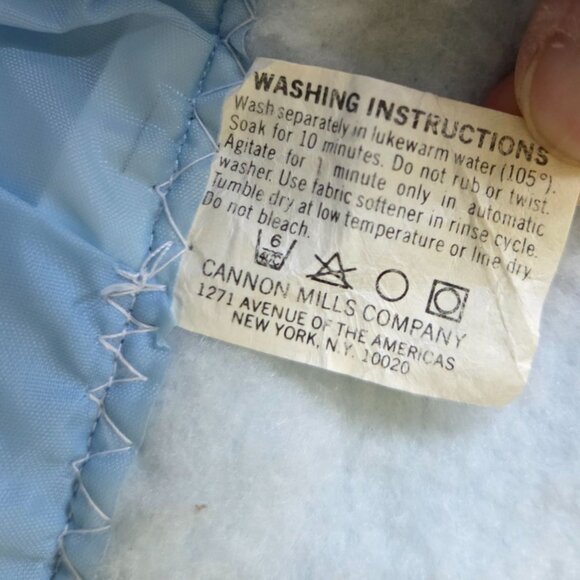 WASHING INSTRUCTIONS
Wash separately in lukewarm water (105°).
Soak for 10 minutes. Do not rub or twist.
Agitate for 1 minute only in automatic
washer. Use fabric softener in rinse cycle.
Tumble dry at low temperature or line dry.
Do not bleach.
6
CANNON MILLS COMPANY
1271 AVENUE OF THE AMERICAS
NEW YORK, N.Y. 10020